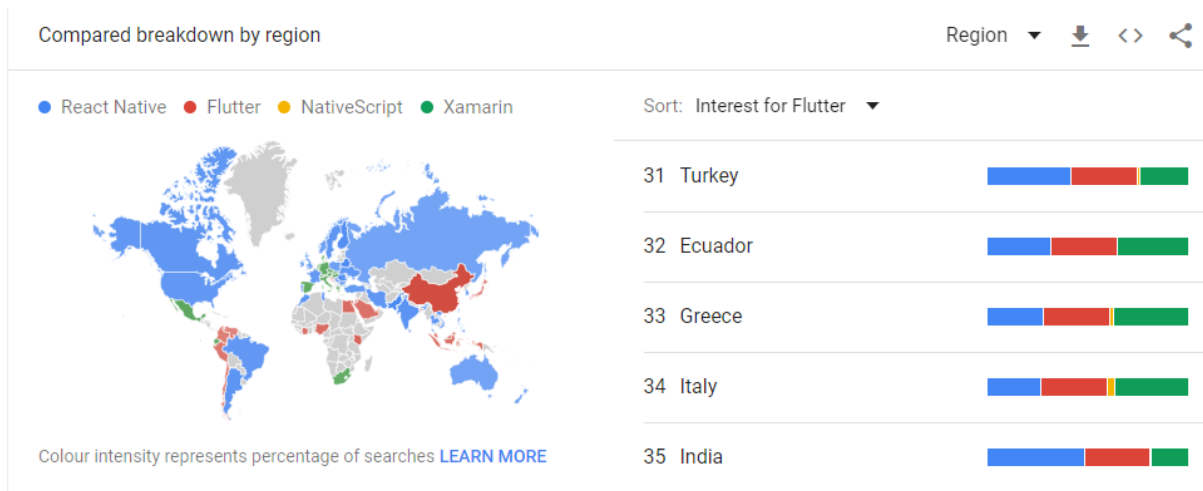 Compared breakdown by region
Region
React Native Flutter NativeScript Xamarin
Colour intensity represents percentage of searches LEARN MORE
Sort: Interest for Flutter
31 Turkey
32 Ecuador
33 Greece
34 Italy
35 India